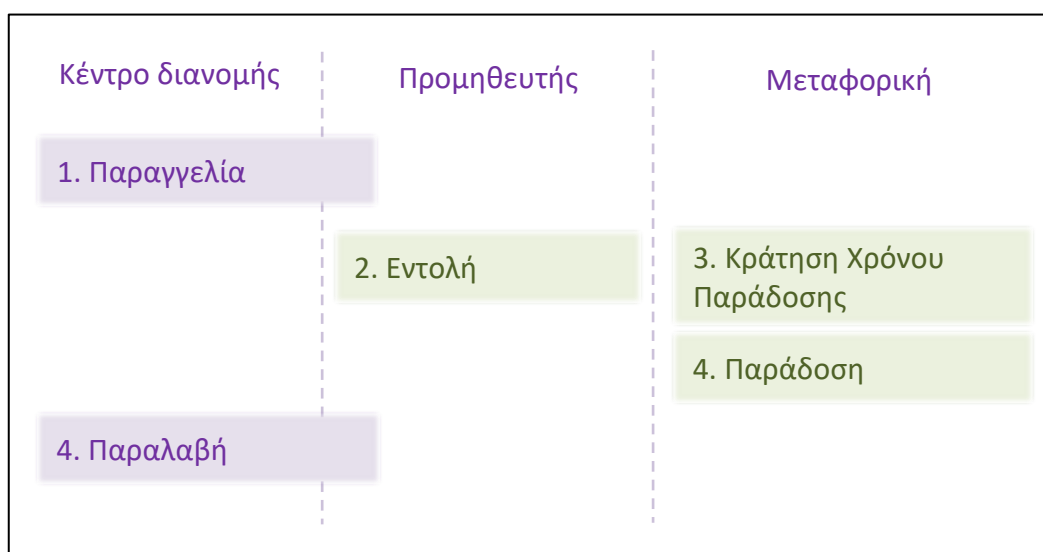 Κέντρο διανομής
Προμηθευτής
Μεταφορική
1. Παραγγελία
2. Εντολή
3. Κράτηση Χρόνου
Παράδοσης
4. Παράδοση
4. Παραλαβή